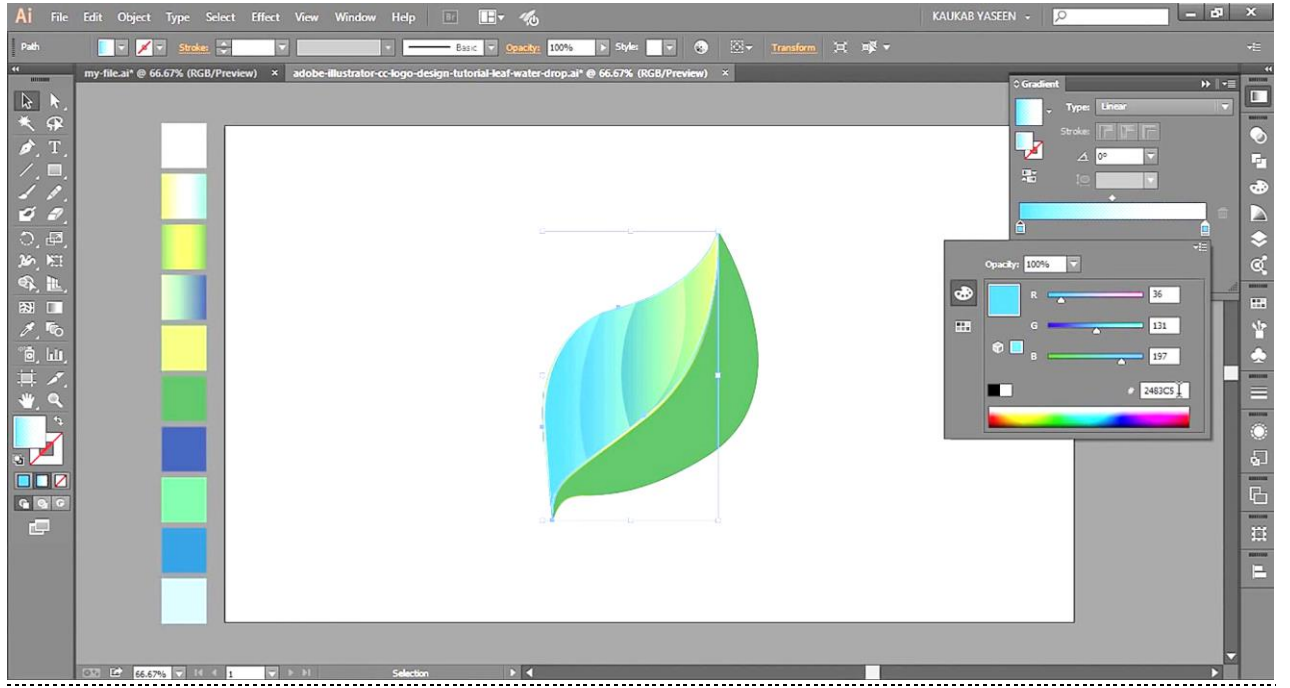 Ai File Edit Object Type Select Effect View Window Help Br KAUKAB YASEEN
Path Stroke: Basic Opacity: 100% Style: Transform
my-file.ai* @ 66.67% (RGB/Preview) × adobe-illustrator-cc-logo-design-tutorial-leaf-water-drop.ai* @ 66.67% (RGB/Preview) ×
Gradient
Type: Linear
Stroke:
0°
Opacity: 100%
R 36
G 131
B 197
# 2483C5
66.67% 1 Selection